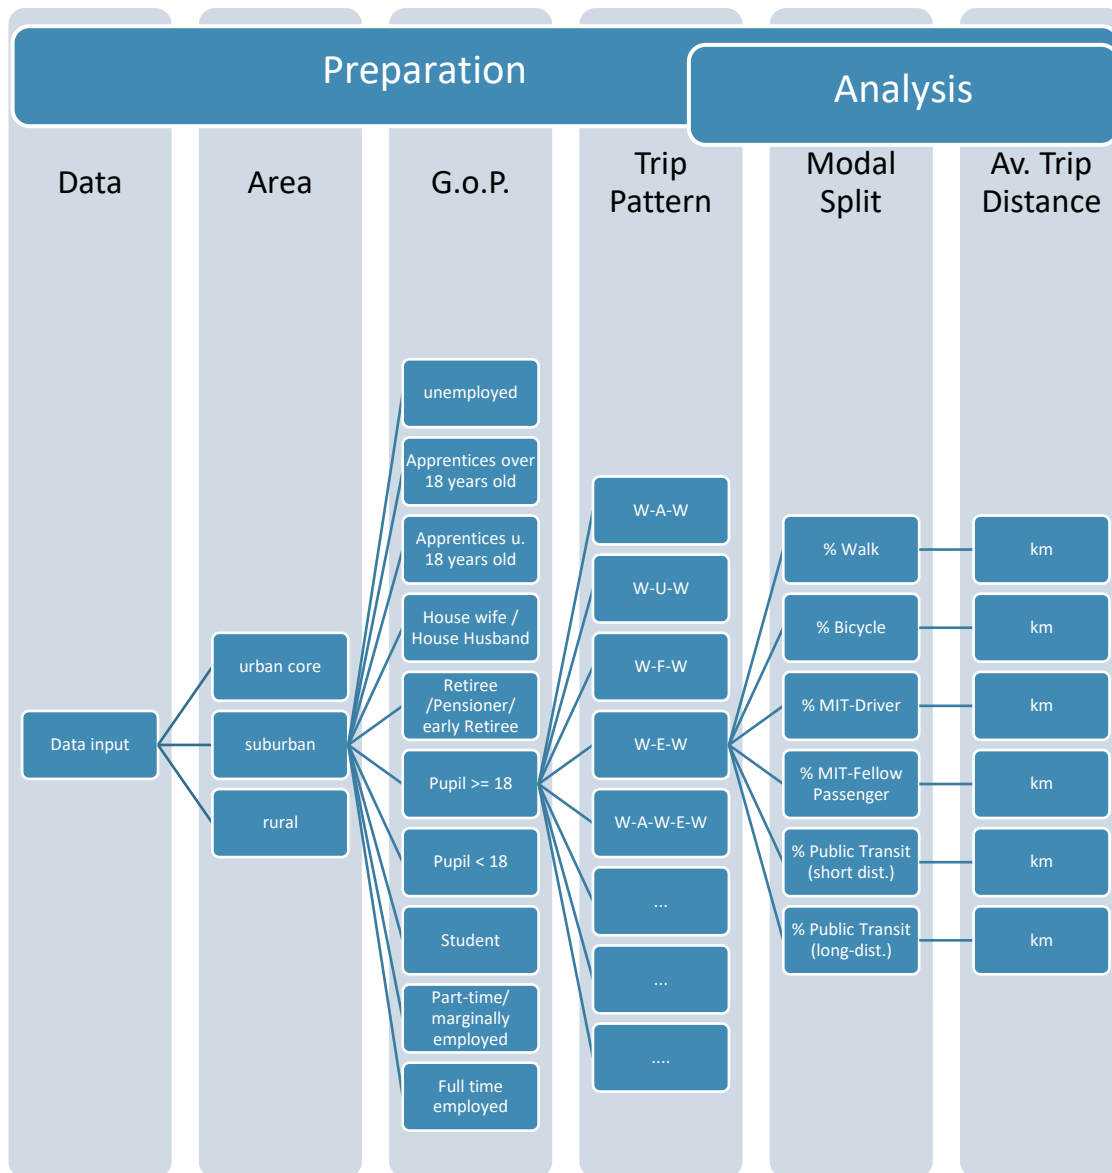 Preparation
Analysis
Data
Area
G.o.P.
Trip
Pattern
Modal
Split
Av. Trip
Distance
Data input
urban core
suburban
rural
unemployed
Apprentices over
18 years old
Apprentices u.
18 years old
House wife /
House Husband
Retiree
/Pensioner/
early Retiree
Pupil >= 18
Pupil < 18
Student
Part-time/
marginally
employed
Full time
employed
W-A-W
W-U-W
W-F-W
W-E-W
W-A-W-E-W
...
...
....
% Walk
% Bicycle
% MIT-Driver
% MIT-Fellow
Passenger
% Public Transit
(short dist.)
% Public Transit
(long-dist.)
km
km
km
km
km
km